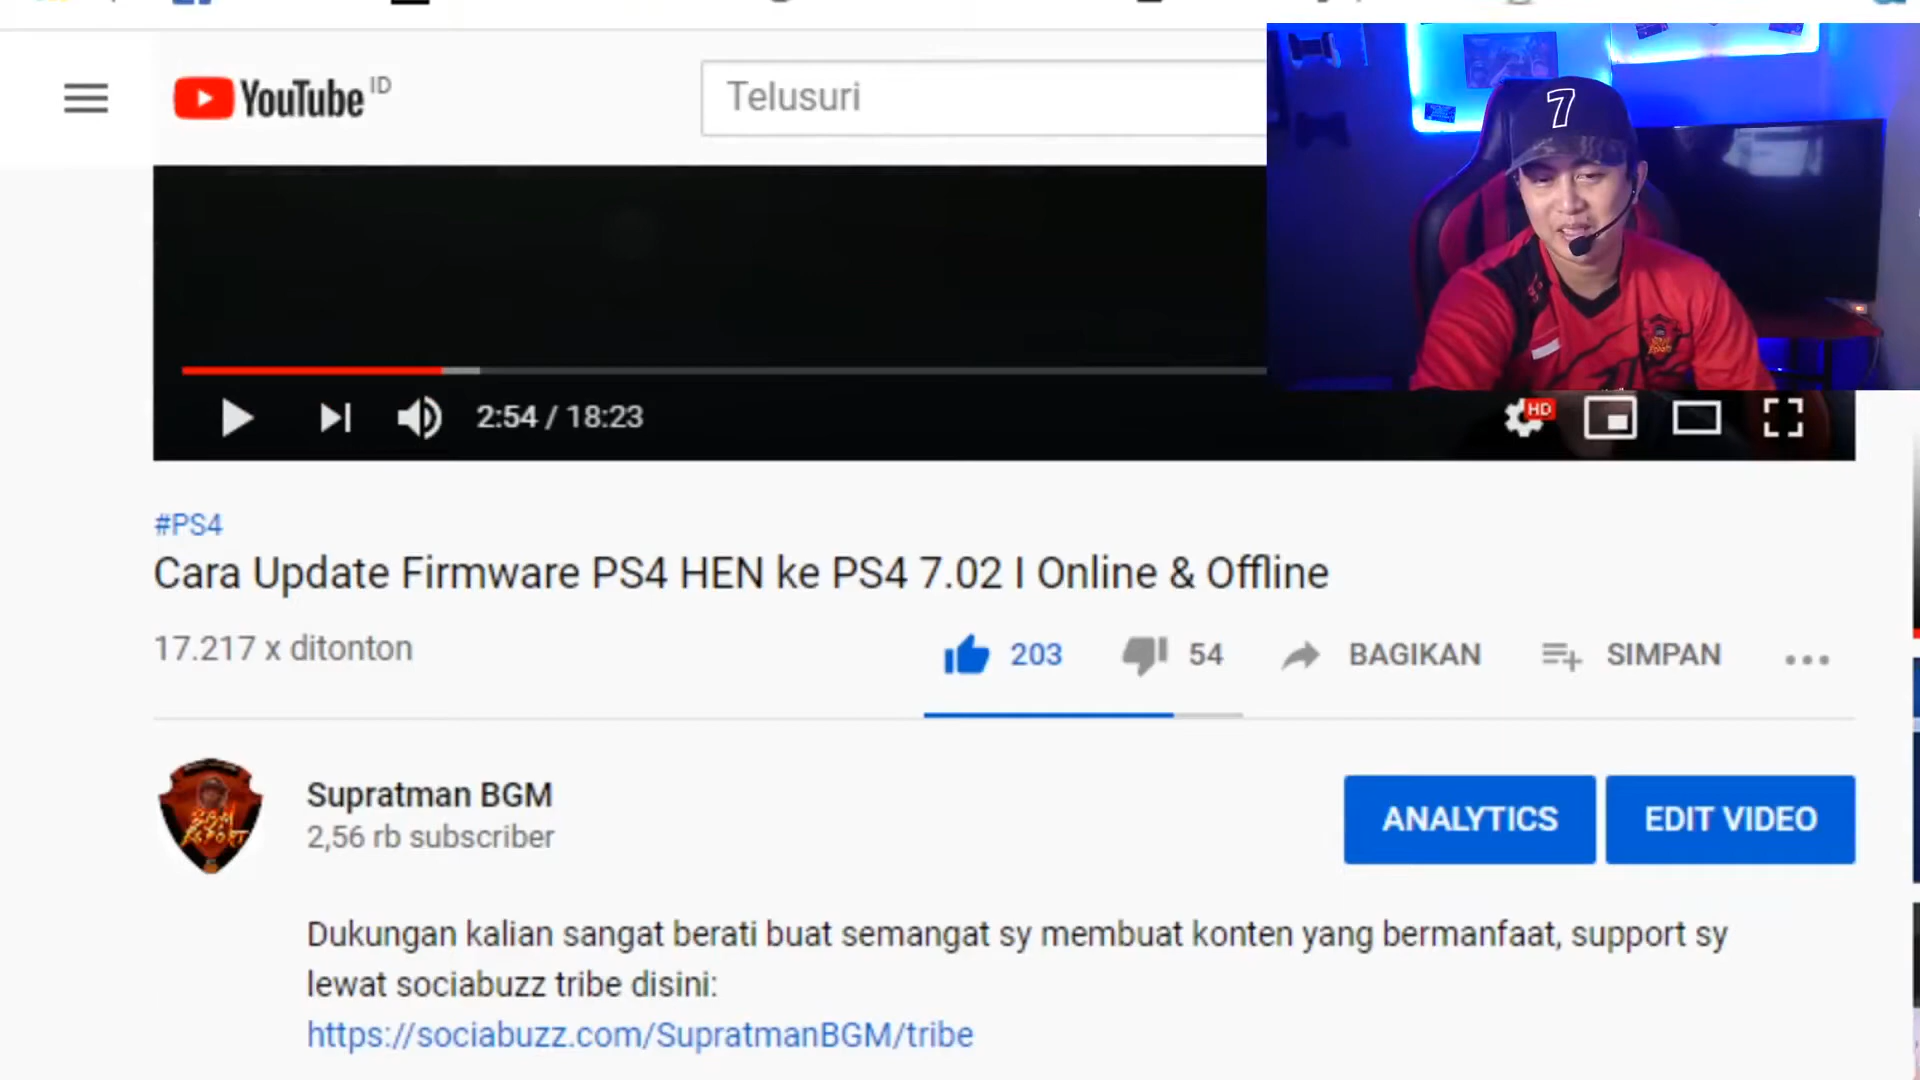 YouTube ID
Telusuri
7
2:54 / 18:23
HD
#PS4
Cara Update Firmware PS4 HEN ke PS4 7.02 I Online & Offline
17.217 x ditonton
203
54
BAGIKAN
SIMPAN
Supratman BGM
2,56 rb subscriber
ANALYTICS
EDIT VIDEO
Dukungan kalian sangat berati buat semangat sy membuat konten yang bermanfaat, support sy
lewat sociabuzz tribe disini:
https://sociabuzz.com/SupratmanBGM/tribe